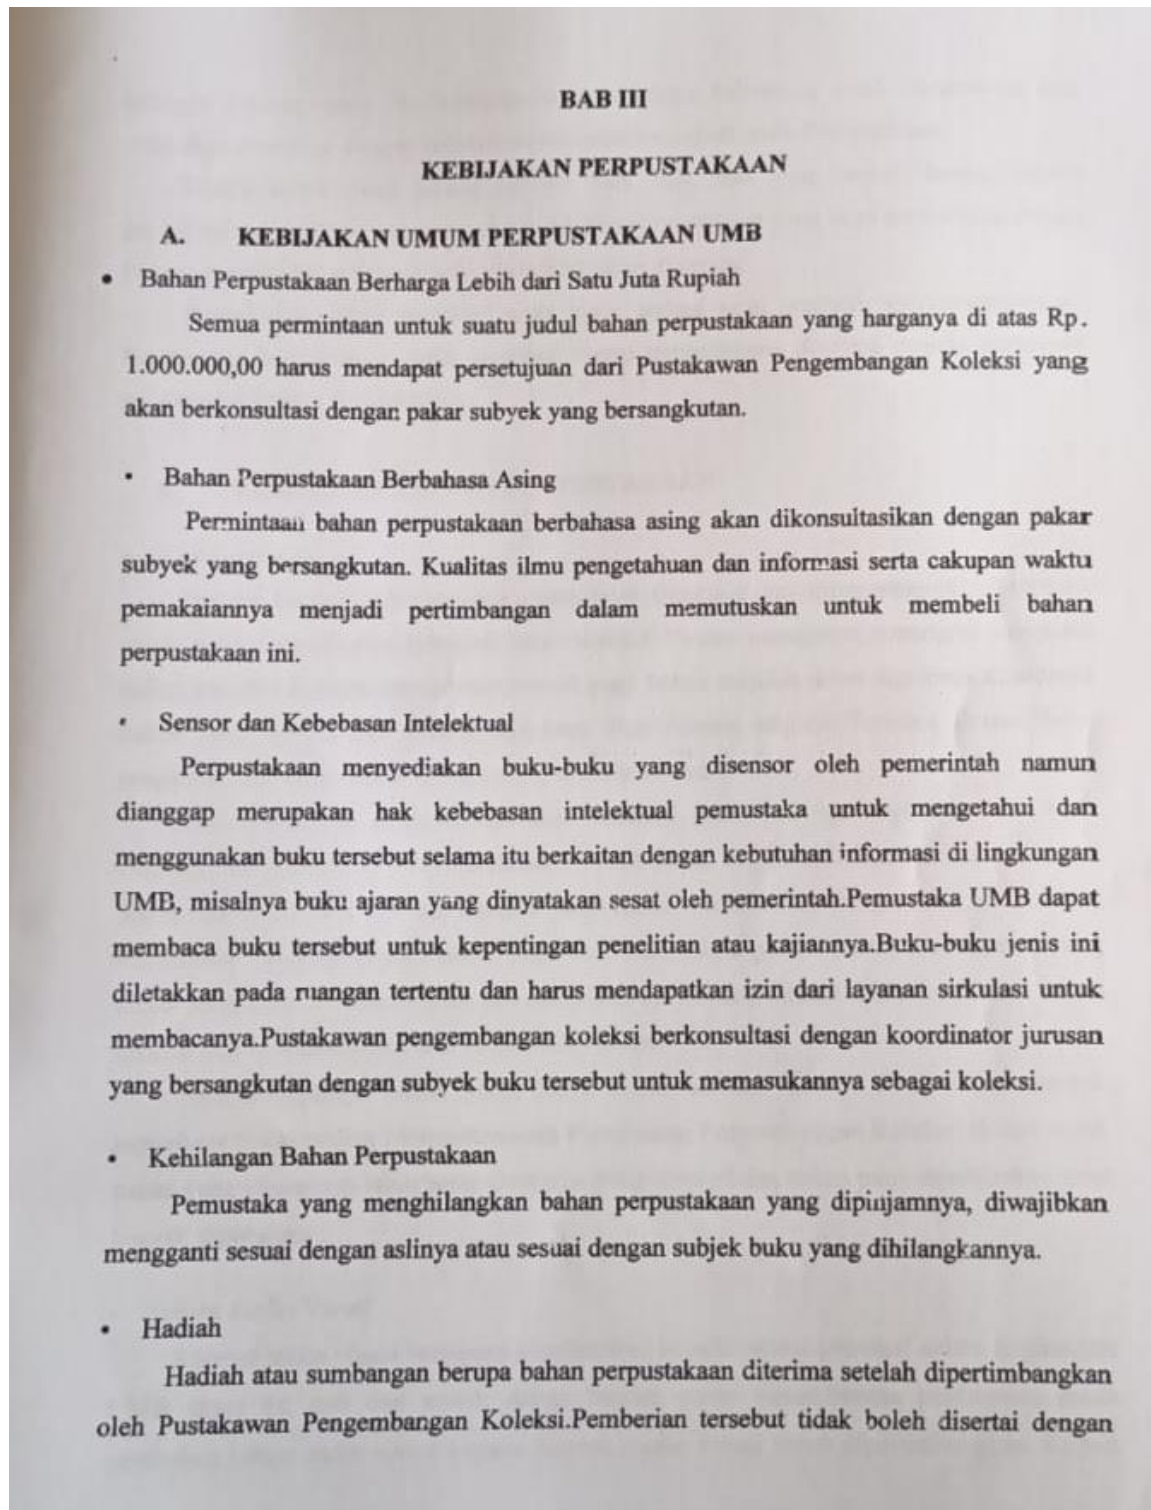 BAB III
KEBIJAKAN PERPUSTAKAAN
A. KEBIJAKAN UMUM PERPUSTAKAAN UMB
• Bahan Perpustakaan Berharga Lebih dari Satu Juta Rupiah
Semua permintaan untuk suatu judul bahan perpustakaan yang harganya di atas Rp.
1.000.000,00 harus mendapat persetujuan dari Pustakawan Pengembangan Koleksi yang
akan berkonsultasi dengan pakar subyek yang bersangkutan.
• Bahan Perpustakaan Berbahasa Asing
Permintaan bahan perpustakaan berbahasa asing akan dikonsultasikan dengan pakar
subyek yang bersangkutan. Kualitas ilmu pengetahuan dan informasi serta cakupan waktu
pemakaiannya menjadi pertimbangan dalam memutuskan untuk membeli bahan
perpustakaan ini.
• Sensor dan Kebebasan Intelektual
Perpustakaan menyediakan buku-buku yang disensor oleh pemerintah namun
dianggap merupakan hak kebebasan intelektual pemustaka untuk mengetahui dan
menggunakan buku tersebut selama itu berkaitan dengan kebutuhan informasi di lingkungan
UMB, misalnya buku ajaran yang dinyatakan sesat oleh pemerintah.Pemustaka UMB dapat
membaca buku tersebut untuk kepentingan penelitian atau kajiannya.Buku-buku jenis ini
diletakkan pada ruangan tertentu dan harus mendapatkan izin dari layanan sirkulasi untuk
membacanya.Pustakawan pengembangan koleksi berkonsultasi dengan koordinator jurusan
yang bersangkutan dengan subyek buku tersebut untuk memasukannya sebagai koleksi.
• Kehilangan Bahan Perpustakaan
Pemustaka yang menghilangkan bahan perpustakaan yang dipinjamnya, diwajibkan
mengganti sesuai dengan aslinya atau sesuai dengan subjek buku yang dihilangkannya.
• Hadiah
Hadiah atau sumbangan berupa bahan perpustakaan diterima setelah dipertimbangkan
oleh Pustakawan Pengembangan Koleksi.Pemberian tersebut tidak boleh disertai dengan